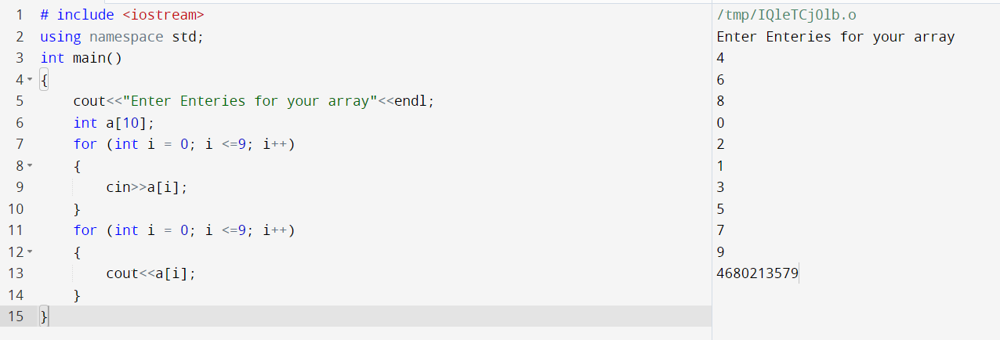 1 # include <iostream>
2 using namespace std;
3 int main()
4 {
5     cout<<"Enter Enteries for your array"<<endl;
6     int a[10];
7     for (int i = 0; i <=9; i++)
8     {
9         cin>>a[i];
10     }
11     for (int i = 0; i <=9; i++)
12     {
13         cout<<a[i];
14     }
15 }
/tmp/IQleTCjOlb.o
Enter Enteries for your array
4
6
8
0
2
1
3
5
7
9
4680213579